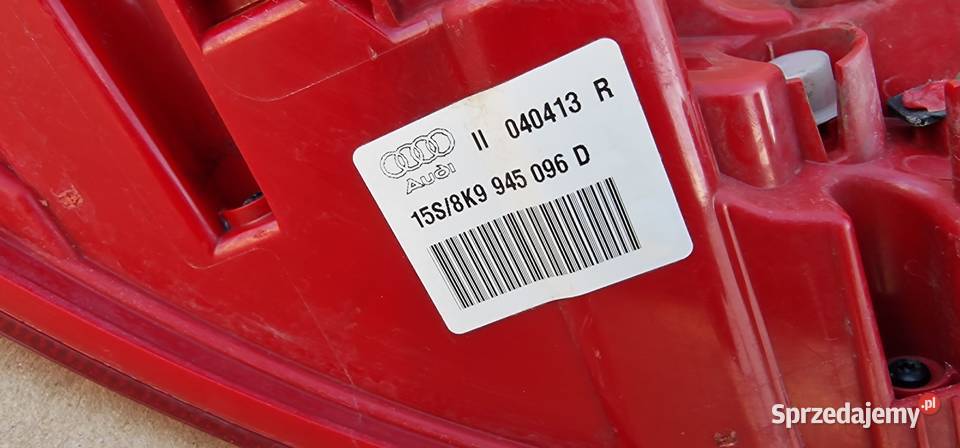 II 040413 R
Audi
15S/8K9 945 096 D
Sprzedajemy.pl